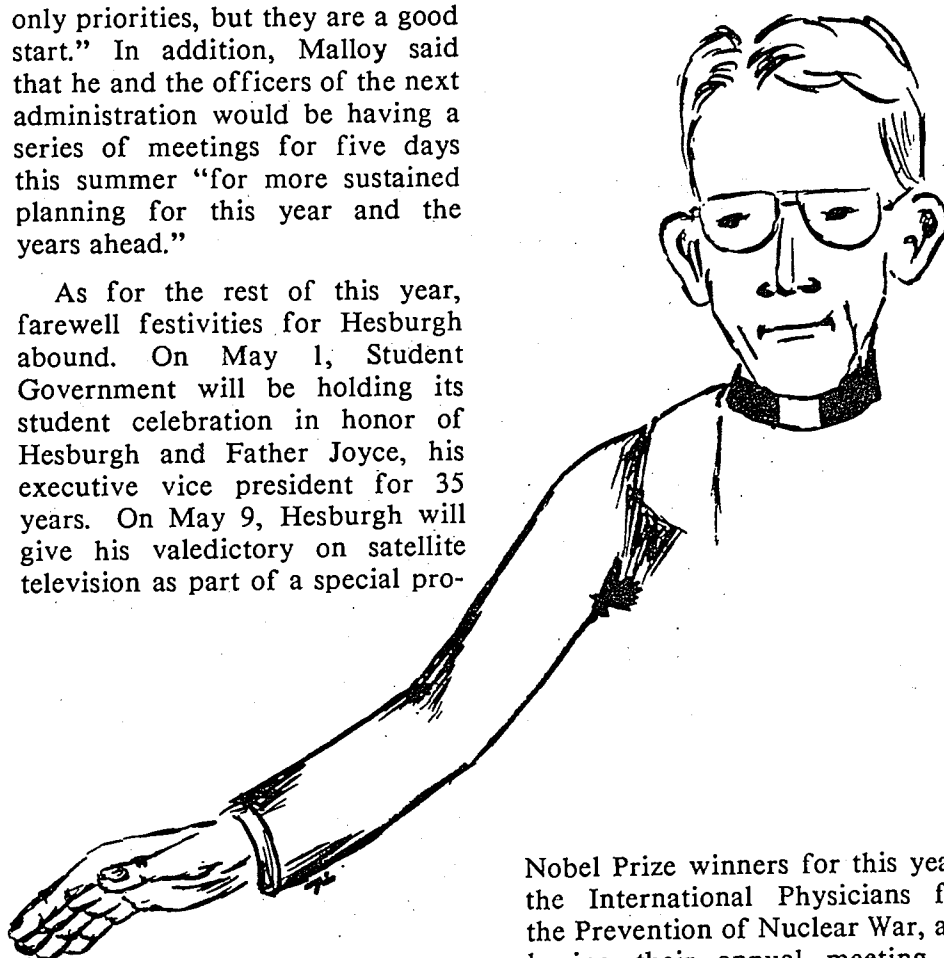 only priorities, but they are a good
start.” In addition, Malloy said
that he and the officers of the next
administration would be having a
series of meetings for five days
this summer “for more sustained
planning for this year and the
years ahead.”
As for the rest of this year,
farewell festivities for Hesburgh
abound. On May 1, Student
Government will be holding its
student celebration in honor of
Hesburgh and Father Joyce, his
executive vice president for 35
years. On May 9, Hesburgh will
give his valedictory on satellite
television as part of a special pro-
Nobel Prize winners for this yea
the International Physicians f
the Prevention of Nuclear War, a
their annual meeting